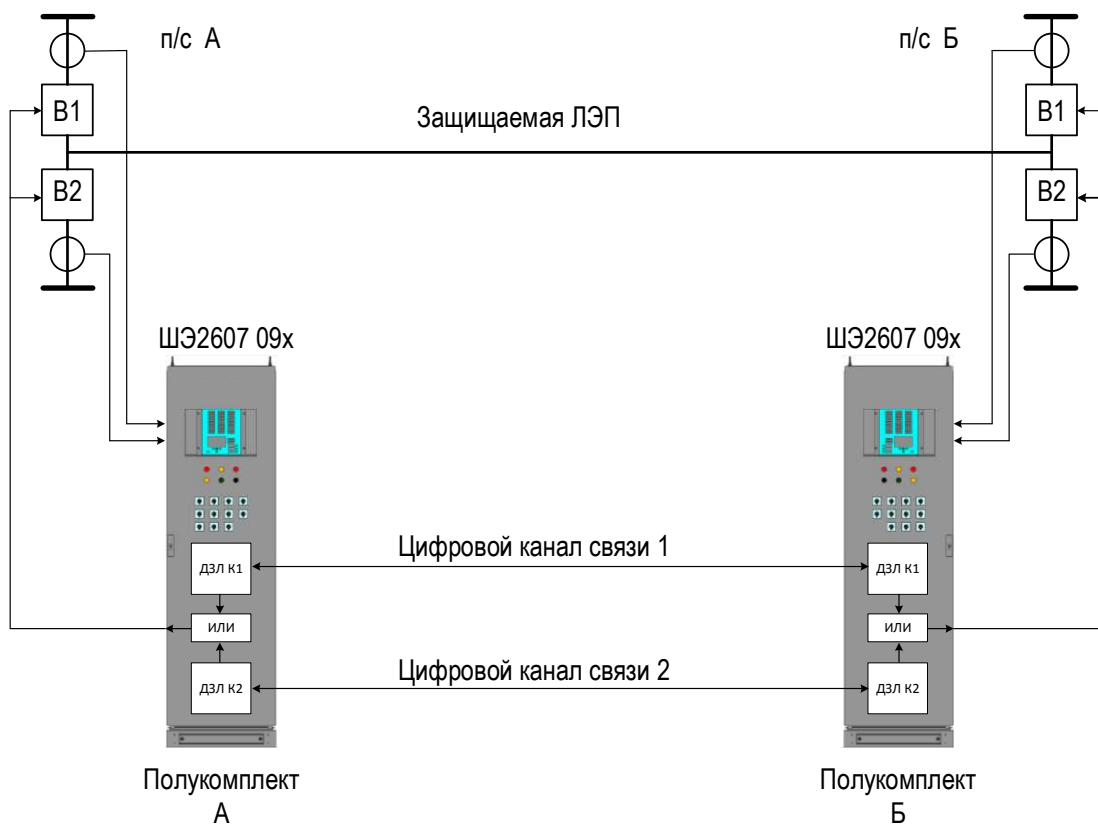 п/с А
п/с Б
В1
В1
Защищаемая ЛЭП
В2
В2
ШЭ2607 09х
ШЭ2607 09х
Цифровой канал связи 1
ДЗЛ К1
ДЗЛ К1
ИЛИ
ИЛИ
Цифровой канал связи 2
ДЗЛ К2
ДЗЛ К2
Полукомплект
А
Полукомплект
Б